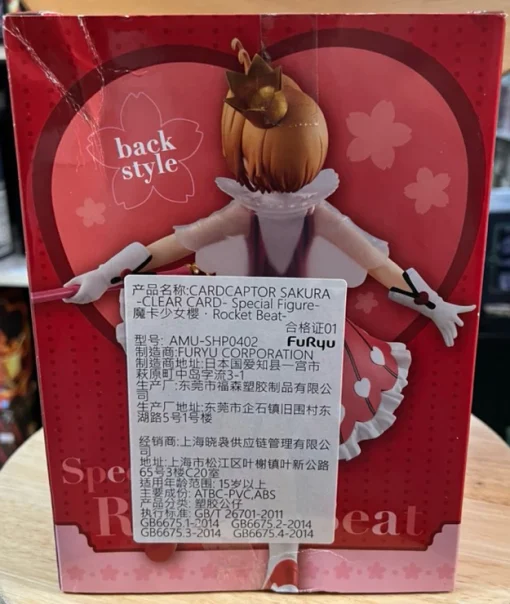 back
style
产品名称:CARDCAPTOR SAKURA
-CLEAR CARD- Special Figure-
魔卡少女樱·Rocket Beat-
合格证01
型号: AMU-SHP0402 FuRyu
制造商:FURYU CORPORATION
制造商地址:日本国爱知县一宫市
萩原町中岛字流3-1
生产厂:东莞市福森塑胶制品有限公
司
生产厂地址:东莞市企石镇旧围村东
湖路5号1号楼
经销商:上海晓袅供应链管理有限公
司
地址:上海市松江区叶榭镇叶新公路
65号3楼C20室
适用年龄范围: 15岁以上
主要成份: ATBC-PVC,ABS
产品分类: 塑胶公仔
执行标准:GB/T 26701-2011
GB6675.1-2014 GB6675.2-2014
GB6675.3-2014 GB6675.4-2014